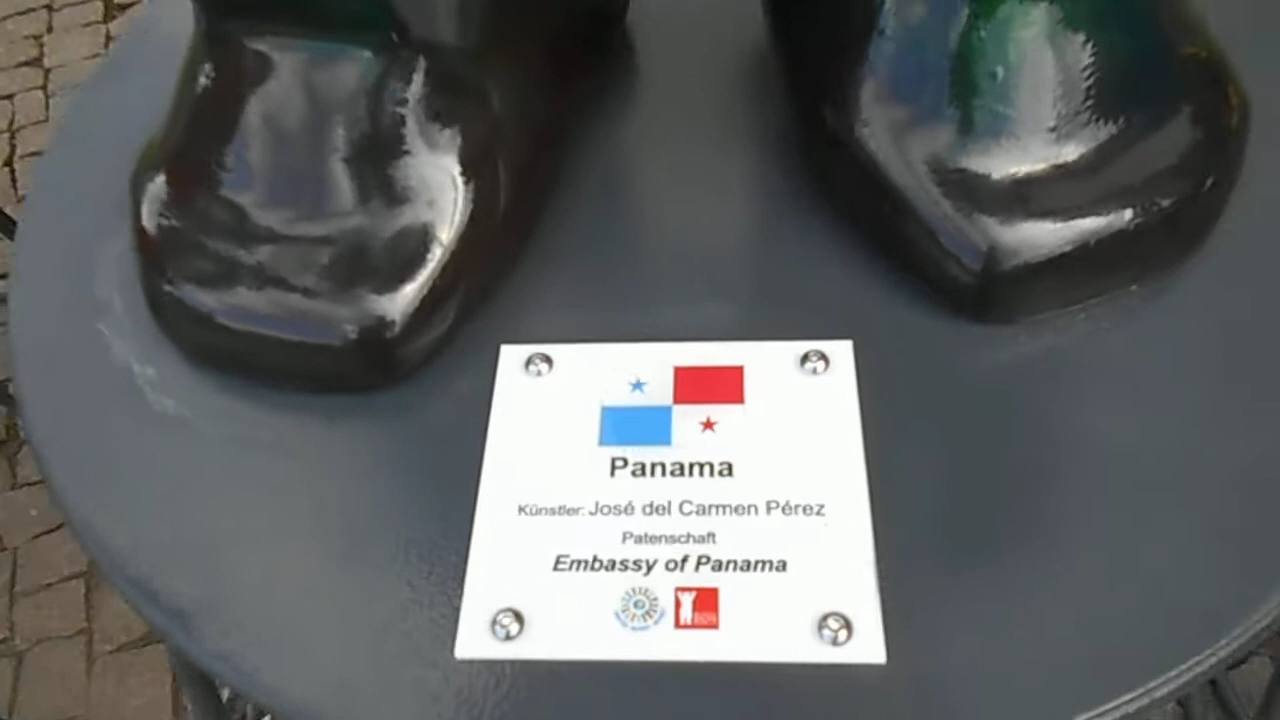 Panama
Künstler: José del Carmen Pérez
Patenschaft
Embassy of Panama